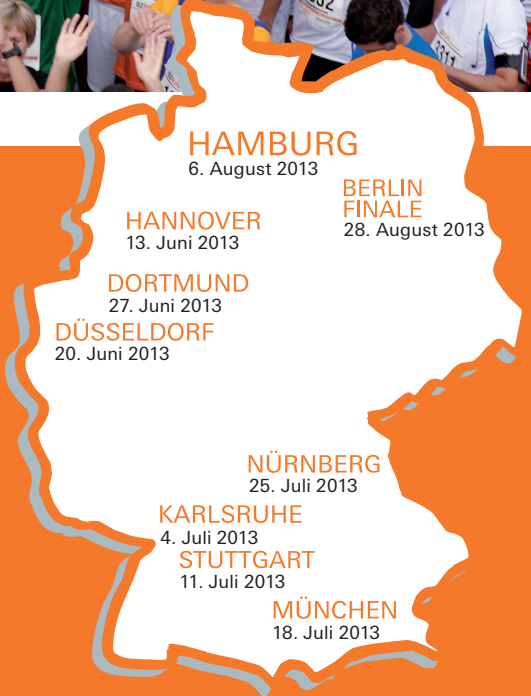 HAMBURG
6. August 2013
BERLIN
FINALE
28. August 2013
HANNOVER
13. Juni 2013
DORTMUND
27. Juni 2013
DÜSSELDORF
20. Juni 2013
NÜRNBERG
25. Juli 2013
KARLSRUHE
4. Juli 2013
STUTTGART
11. Juli 2013
MÜNCHEN
18. Juli 2013